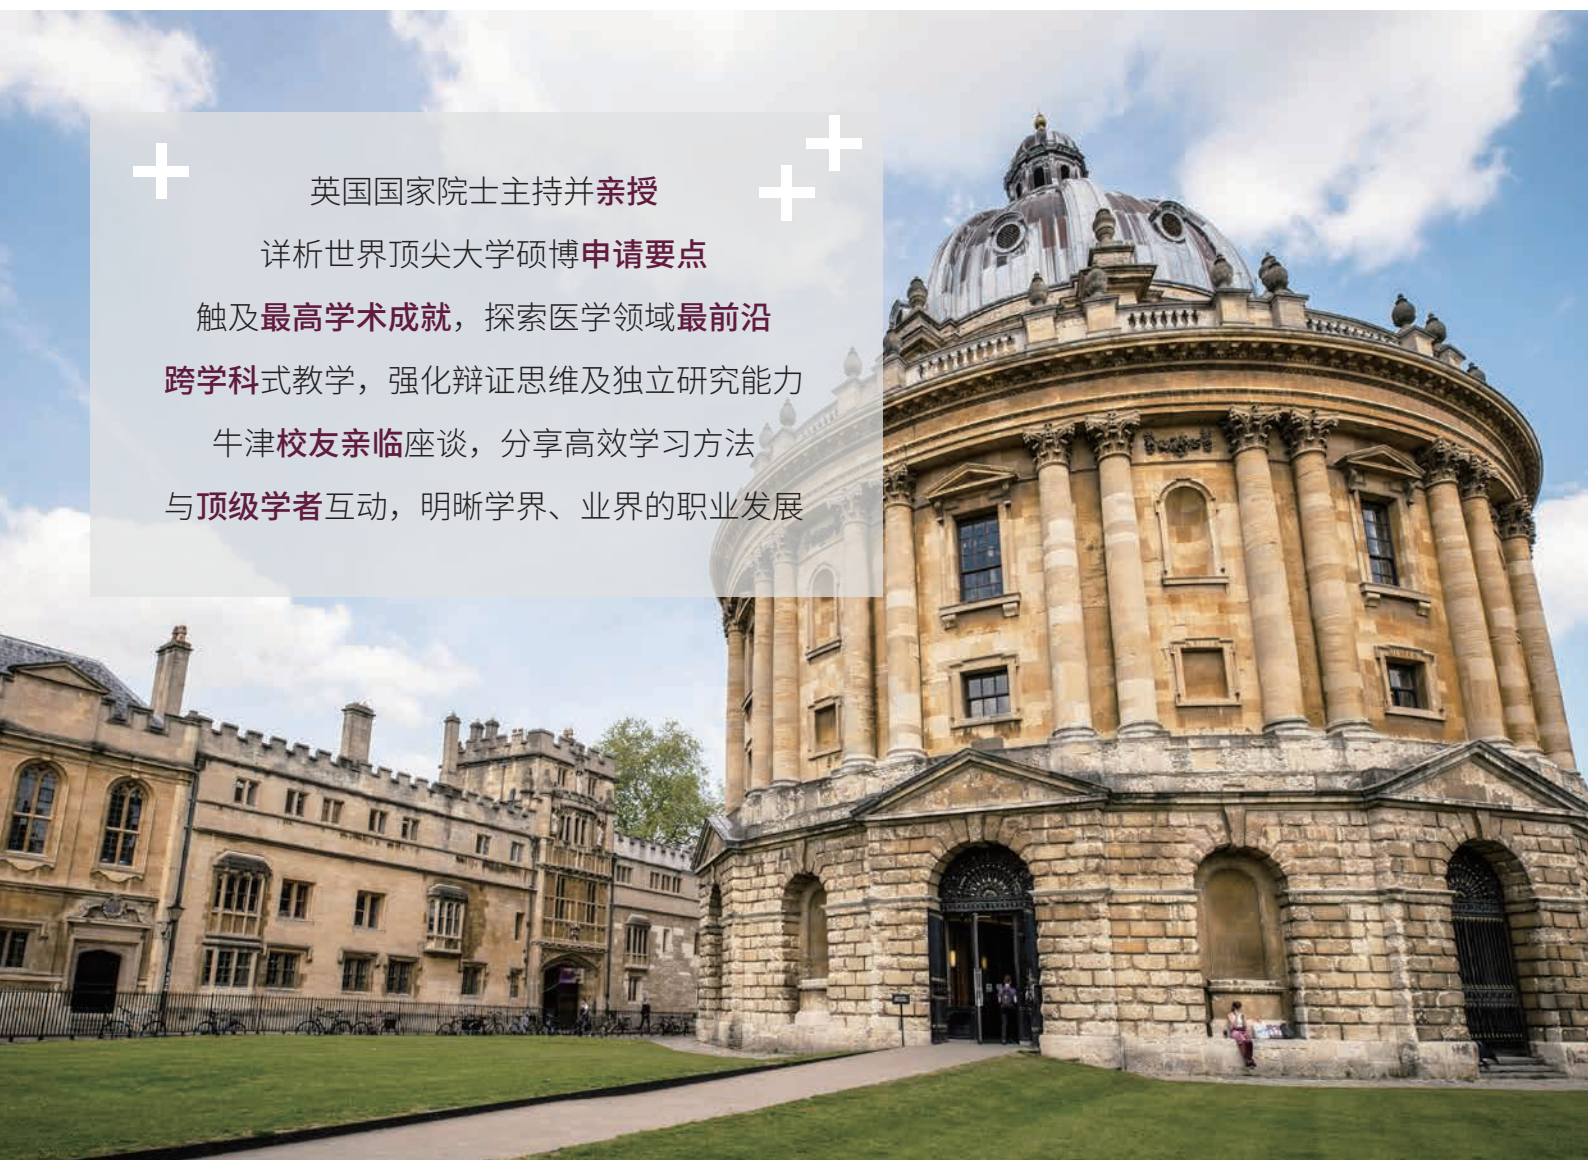 英国国家院士主持并亲授
详析世界顶尖大学硕博申请要点
触及最高学术成就，探索医学领域最前沿
跨学科式教学，强化辩证思维及独立研究能力
牛津校友亲临座谈，分享高效学习方法
与顶级学者互动，明晰学界、业界的职业发展